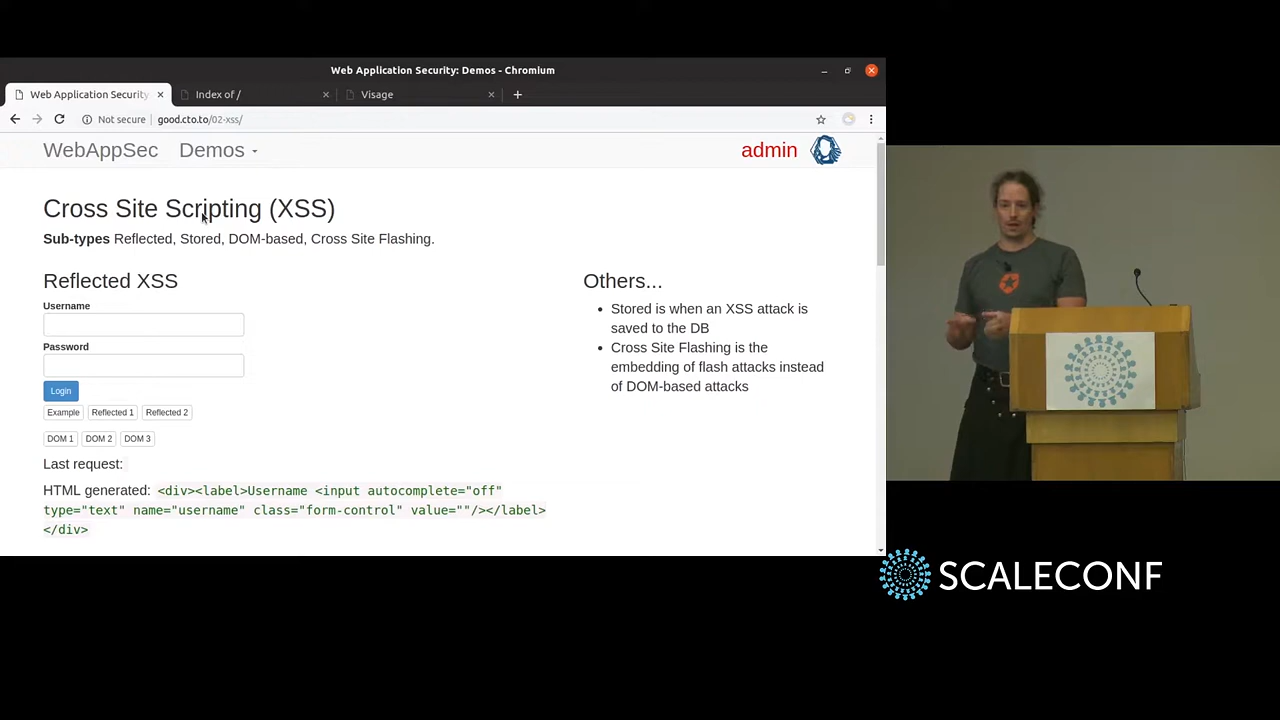 Web Application Security: Demos - Chromium
Web Application Security
Index of /
Visage
Not secure
good.cto.to/02-xss/
WebAppSec
Demos
admin
Cross Site Scripting (XSS)
Sub-types Reflected, Stored, DOM-based, Cross Site Flashing.
Reflected XSS
Username
Password
Login
Example
Reflected 1
Reflected 2
DOM 1
DOM 2
DOM 3
Last request:
HTML generated: <div><label>Username <input autocomplete="off"
type="text" name="username" class="form-control" value=""/></label>
</div>
Others...
• Stored is when an XSS attack is
saved to the DB
• Cross Site Flashing is the
embedding of flash attacks instead
of DOM-based attacks
SCALECONF